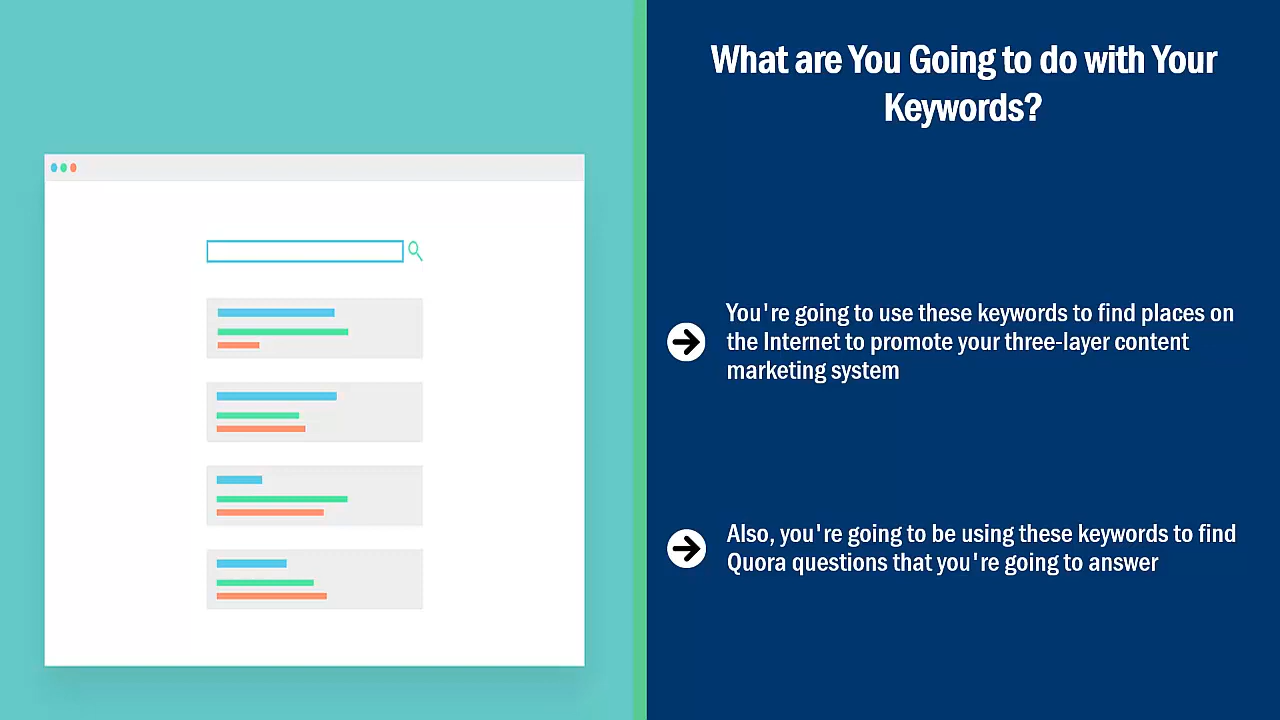 What are You Going to do with Your
Keywords?
You're going to use these keywords to find places on
the Internet to promote your three-layer content
marketing system
Also, you're going to be using these keywords to find
Quora questions that you're going to answer